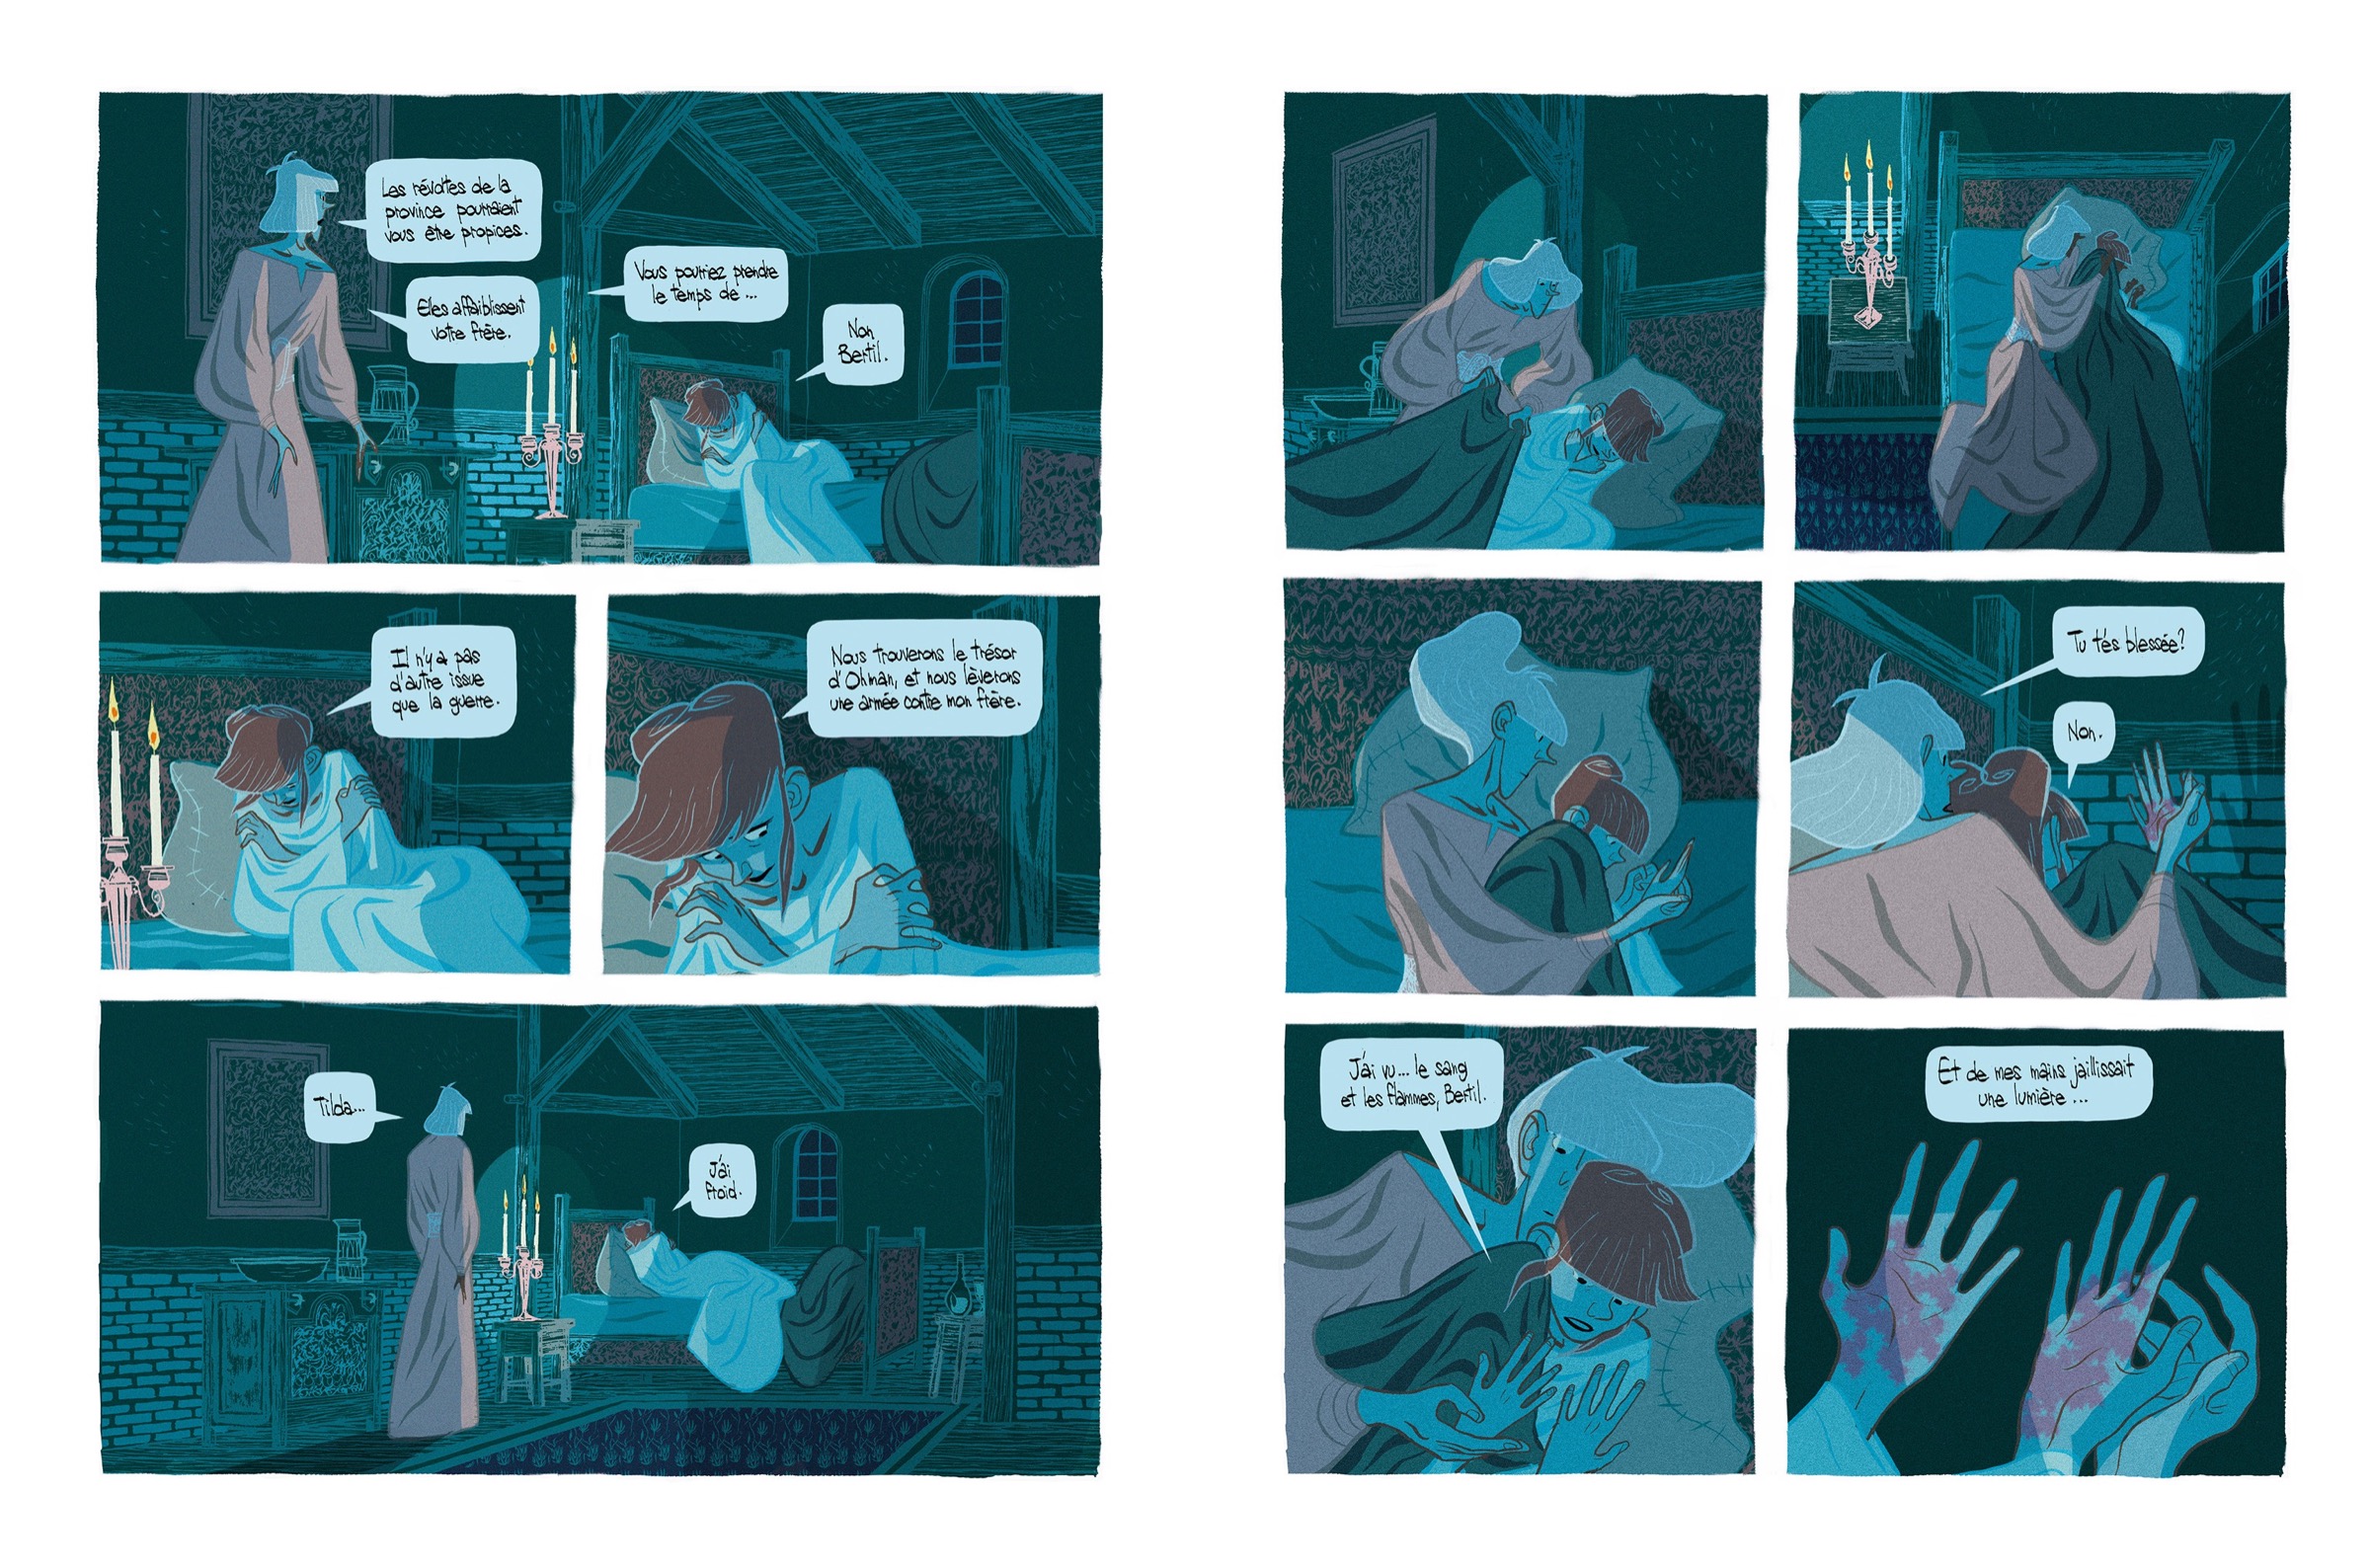 Les révoltes de la
province pourraient
vous être propices.
Elles affaiblissent
votre frère.
Vous pourriez prendre
le temps de...
Non
Bertil.
Il n'y a pas
d'autre issue
que la guerre.
Nous trouverons le trésor
d'Ohman, et nous lèverons
une armée contre mon frère.
Tilda...
J'ai
froid.
Tu t'es blessée?
Non.
J'ai vu... le sang
et les flammes, Bertil.
Et de mes mains jaillissait
une lumière...